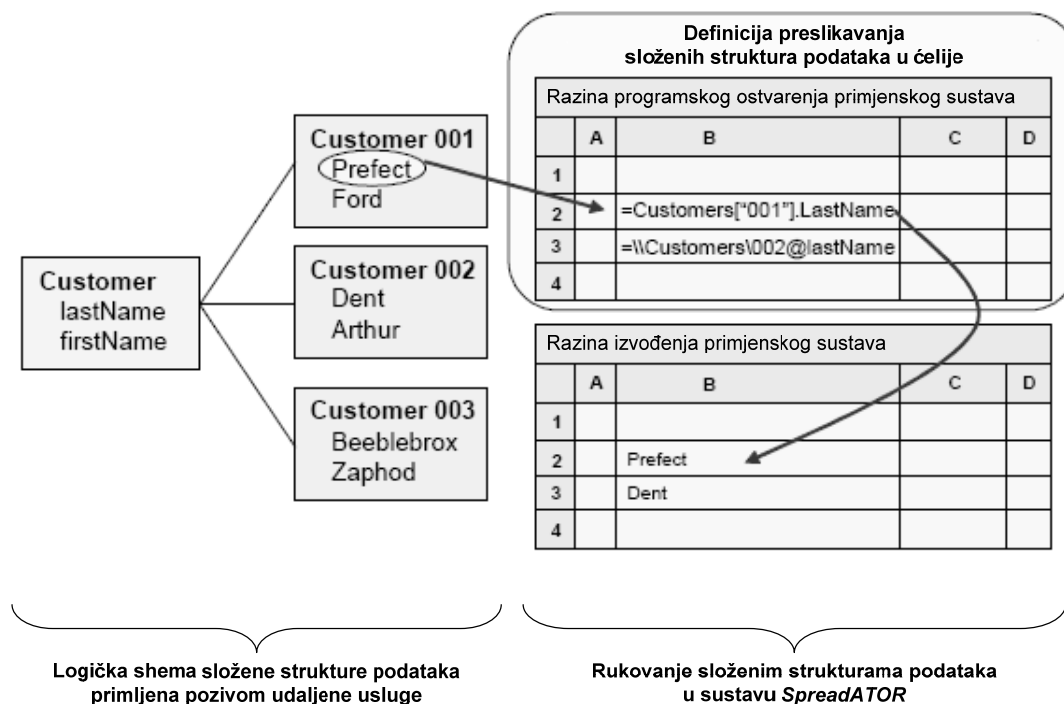 Definicija preslikavanja
složenih struktura podataka u ćelije
Customer
lastName
firstName
Customer 001
Prefect
Ford
Customer 002
Dent
Arthur
Customer 003
Beeblebrox
Zaphod
Razina programskog ostvarenja primjenskog sustava
A B C D
1
2 =Customers["001"].LastName
3 =\\Customers\002@lastName
4
Razina izvođenja primjenskog sustava
A B C D
1
2 Prefect
3 Dent
4
Logička shema složene strukture podataka
primljena pozivom udaljene usluge
Rukovanje složenim strukturama podataka
u sustavu SpreadATOR